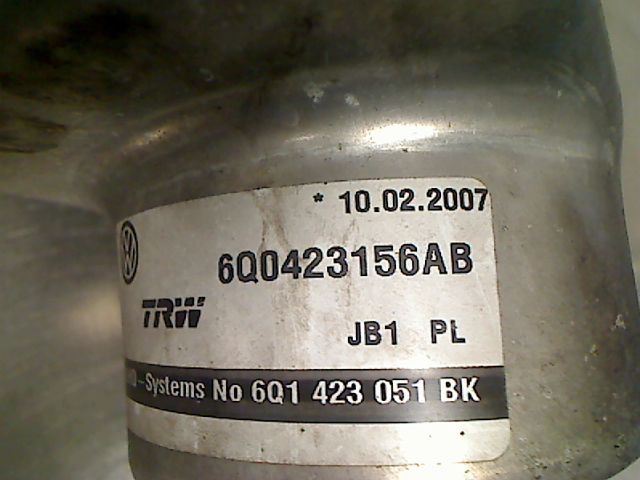 * 10.02.2007
6Q0423156AB
TRW
JB1 PL
-Systems No 6Q1 423 051 BK